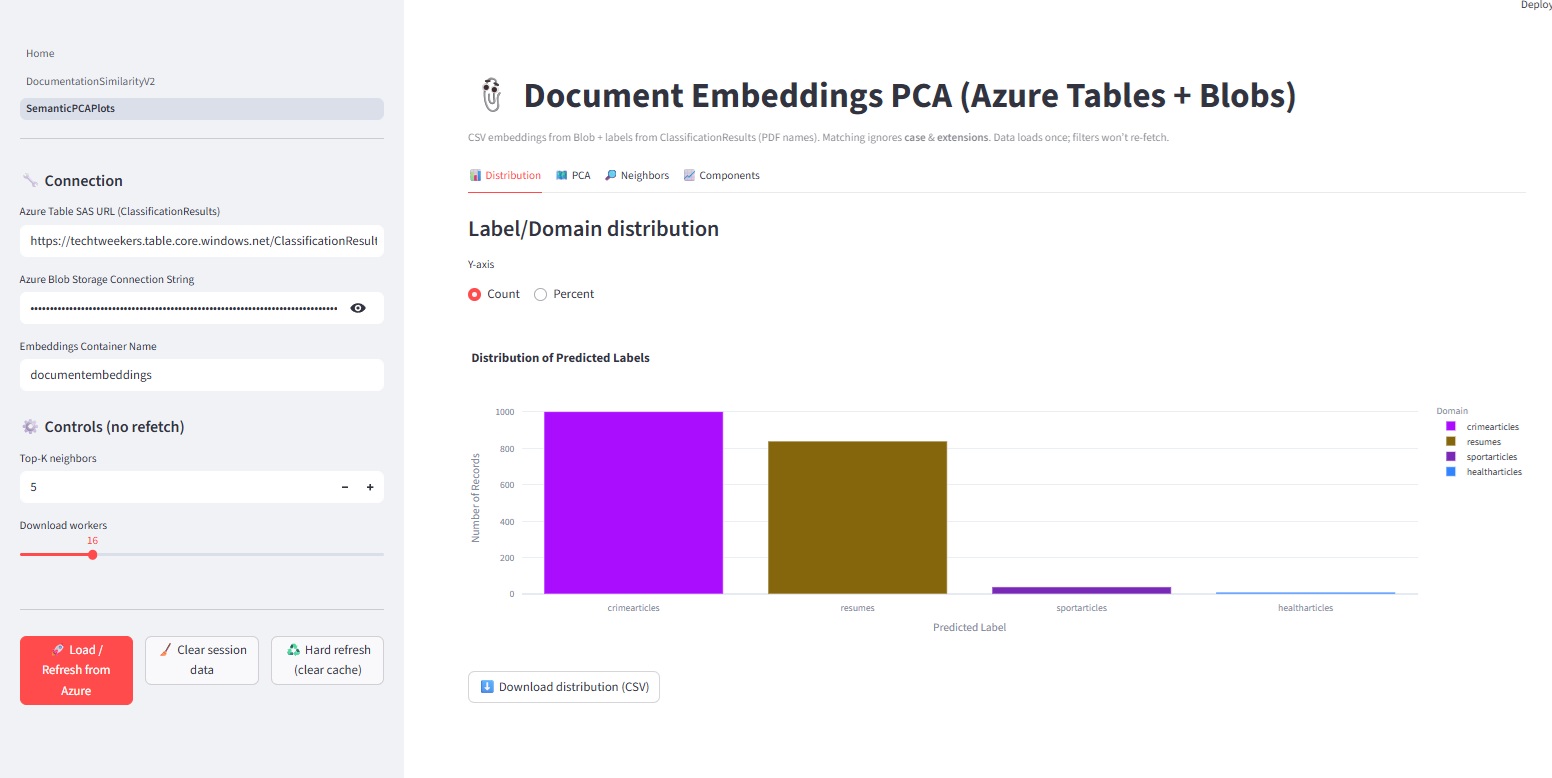 Deploy
Home
DocumentationSimilarityV2
SemanticPCAPlots
Connection
Azure Table SAS URL (ClassificationResults)
https://techtweekers.table.core.windows.net/ClassificationResult
Azure Blob Storage Connection String
Embeddings Container Name
documentembeddings
Controls (no refetch)
Top-K neighbors
5
Download workers
16
Load /
Refresh from
Azure
Clear session
data
Hard refresh
(clear cache)
Document Embeddings PCA (Azure Tables + Blobs)
CSV embeddings from Blob + labels from ClassificationResults (PDF names). Matching ignores case & extensions. Data loads once; filters won't re-fetch.
Distribution PCA Neighbors Components
Label/Domain distribution
Y-axis
Count Percent
Distribution of Predicted Labels
Number of Records
1000
800
600
400
200
0
crimearticles resumes sportarticles healtharticles
Predicted Label
Domain
crimearticles
resumes
sportarticles
healtharticles
Download distribution (CSV)